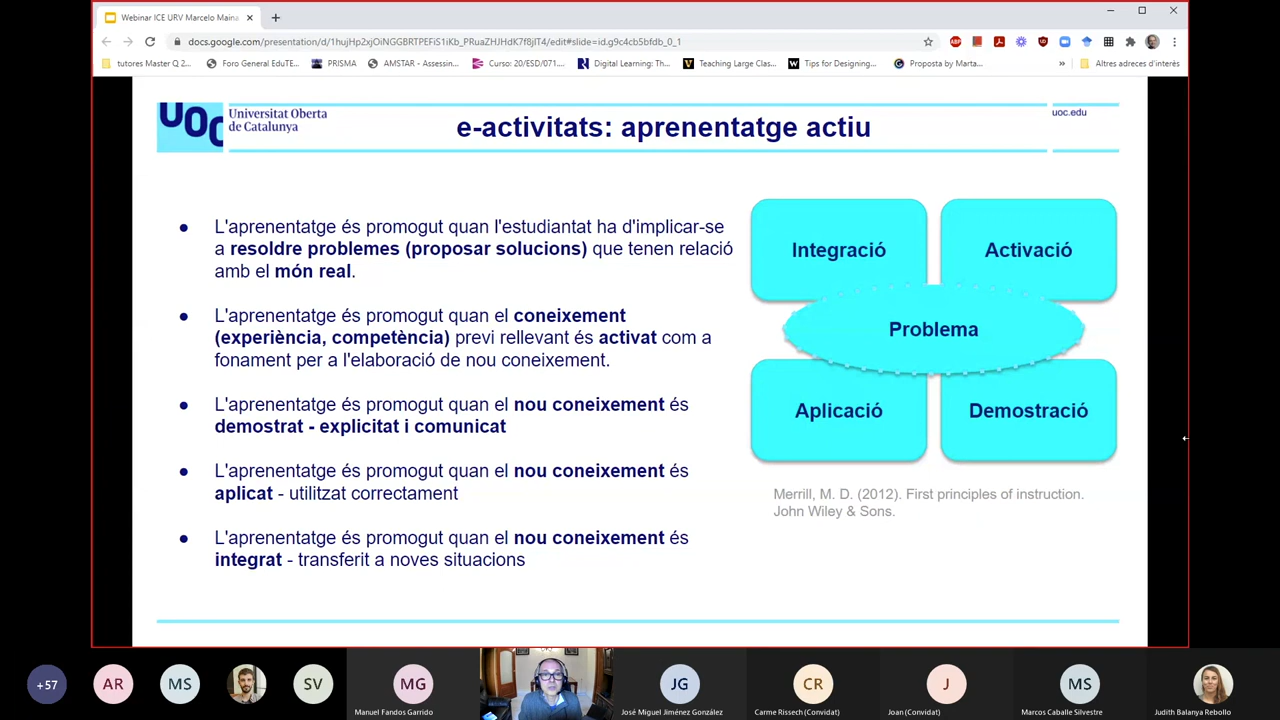 Webinar ICE URV Marcelo Maina
docs.google.com/presentation/d/1hujHp2xjOiNGGBRTPEFiS1iKb_PRuaZHJHdK7f8jIT4/edit#slide=id.g9c4cb5bfdb_0_1
tutores Master Q 2...
Foro General EduTE...
PRISMA
AMSTAR - Assessin...
Curso: 20/ESD/071....
Digital Learning: Th...
Teaching Large Clas...
Tips for Designing...
Proposta by Marta...
»
Altres adreces d'interès
UOC
Universitat Oberta
de Catalunya
e-activitats: aprenentatge actiu
uoc.edu
● L'aprenentatge és promogut quan l'estudiantat ha d'implicar-se
a resoldre problemes (proposar solucions) que tenen relació
amb el món real.
● L'aprenentatge és promogut quan el coneixement
(experiència, competència) previ rellevant és activat com a
fonament per a l'elaboració de nou coneixement.
● L'aprenentatge és promogut quan el nou coneixement és
demostrat - explicitat i comunicat
● L'aprenentatge és promogut quan el nou coneixement és
aplicat - utilitzat correctament
● L'aprenentatge és promogut quan el nou coneixement és
integrat - transferit a noves situacions
Integració
Activació
Problema
Aplicació
Demostració
Merrill, M. D. (2012). First principles of instruction.
John Wiley & Sons.
+57
AR
MS
SV
MG
Manuel Fandos Garrido
JG
José Miguel Jiménez González
CR
Carme Rissech (Convidat)
J
Joan (Convidat)
MS
Marcos Caballe Silvestre
Judith Balanya Rebollo